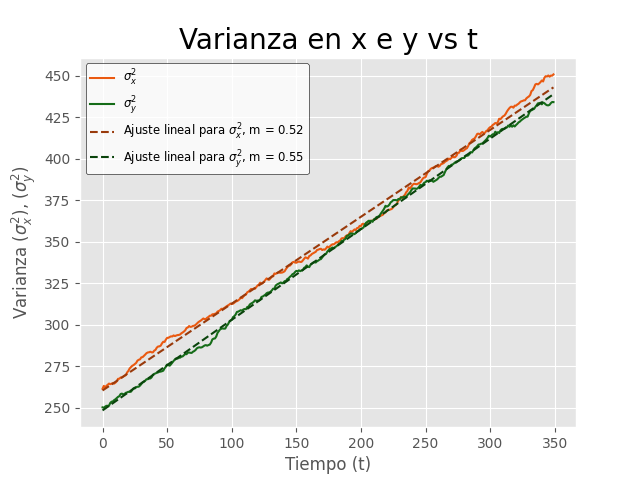 Varianza en x e y vs t
σ²ₓ
σ²ᵧ
Ajuste lineal para σ²ₓ, m = 0.52
Ajuste lineal para σ²ᵧ, m = 0.55
Varianza (σ²ₓ), (σ²ᵧ)
450
425
400
375
350
325
300
275
250
0 50 100 150 200 250 300 350
Tiempo (t)